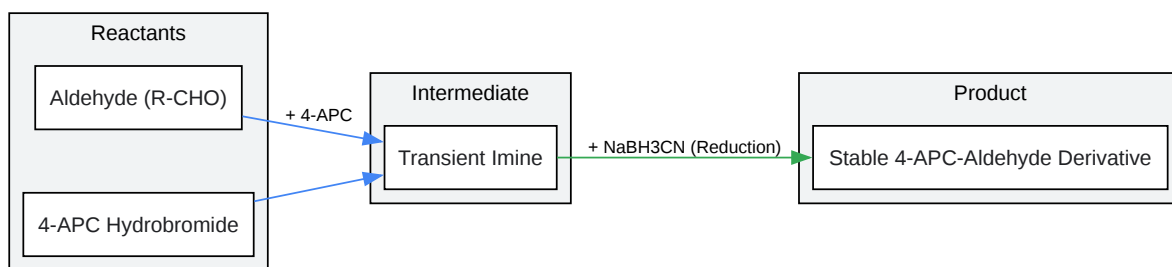 Reactants
Aldehyde (R-CHO)
+ 4-APC
4-APC Hydrobromide
Intermediate
Transient Imine
+ NaBH3CN (Reduction)
Product
Stable 4-APC-Aldehyde Derivative